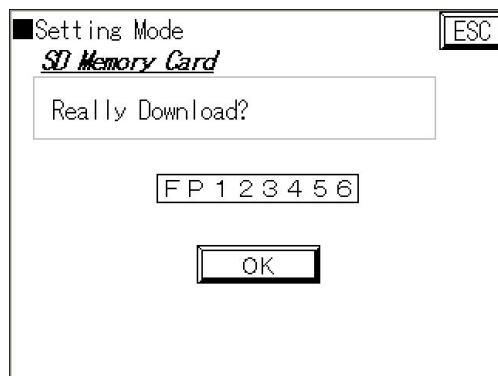 ■Setting Mode
ESC
SD Memory Card
Really Download?
FP123456
OK